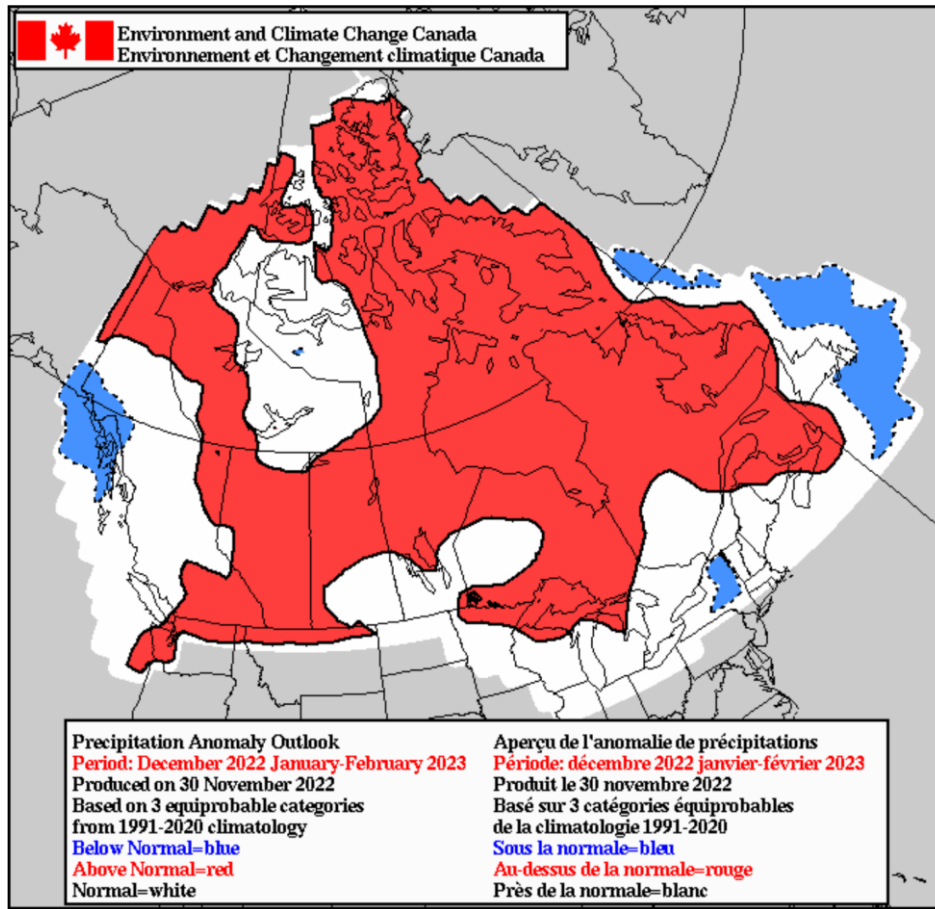 Environment and Climate Change Canada
Environnement et Changement climatique Canada
Precipitation Anomaly Outlook
Period: December 2022 January-February 2023
Produced on 30 November 2022
Based on 3 equiprobable categories
from 1991-2020 climatology
Below Normal=blue
Above Normal=red
Normal=white
Aperçu de l'anomalie de précipitations
Période: décembre 2022 janvier-février 2023
Produit le 30 novembre 2022
Basé sur 3 catégories équiprobables
de la climatologie 1991-2020
Sous la normale=bleu
Au-dessus de la normale=rouge
Près de la normale=blanc